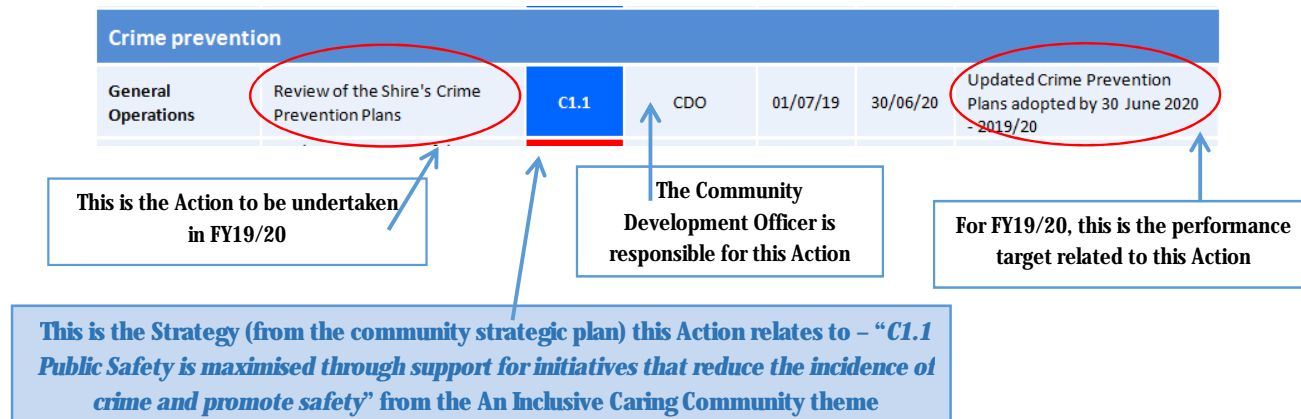 Crime prevention
General
Operations
Review of the Shire's Crime
Prevention Plans
C1.1
CDO
01/07/19
30/06/20
Updated Crime Prevention
Plans adopted by 30 June 2020
- 2019/20
This is the Action to be undertaken
in FY19/20
The Community
Development Officer is
responsible for this Action
For FY19/20, this is the performance
target related to this Action
This is the Strategy (from the community strategic plan) this Action relates to – “C1.1
Public Safety is maximised through support for initiatives that reduce the incidence of
crime and promote safety” from the An Inclusive Caring Community theme